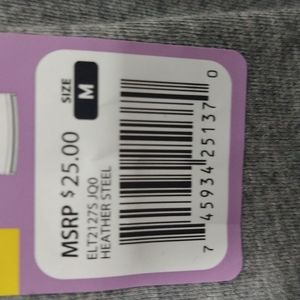 SIZE M
MSRP $25.00
ELT2127S JQ0
HEATHER STEEL
7 45934 25137 0